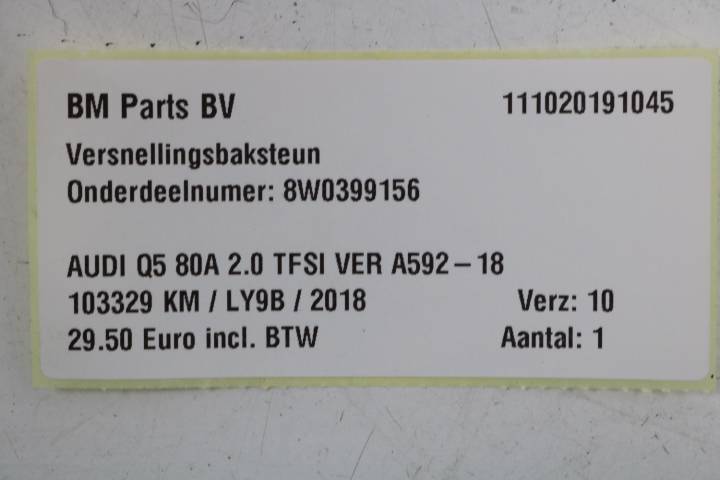 BM Parts BV 111020191045
Versnellingsbaksteun
Onderdeelnumer: 8W0399156
AUDI Q5 80A 2.0 TFSI VER A592-18
103329 KM / LY9B / 2018 Verz: 10
29.50 Euro incl. BTW Aantal: 1